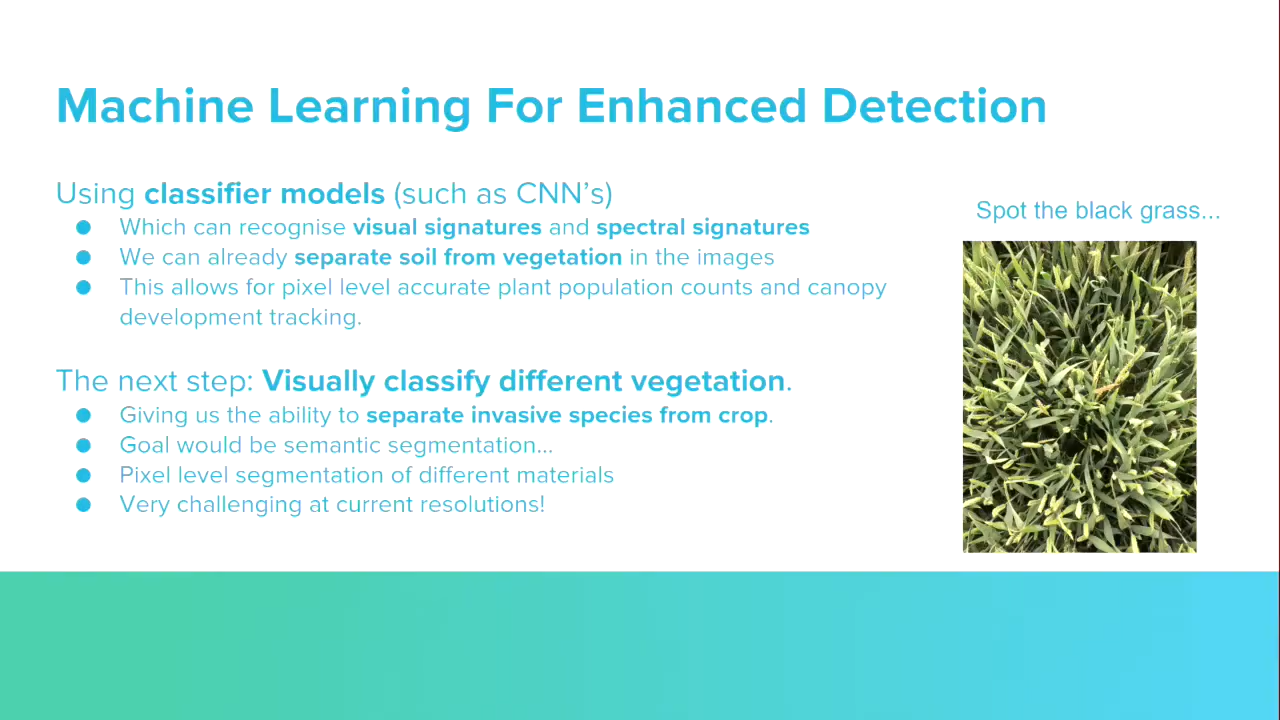 Machine Learning For Enhanced Detection
Using classifier models (such as CNN's)
● Which can recognise visual signatures and spectral signatures
● We can already separate soil from vegetation in the images
● This allows for pixel level accurate plant population counts and canopy
development tracking.
The next step: Visually classify different vegetation.
● Giving us the ability to separate invasive species from crop.
● Goal would be semantic segmentation...
● Pixel level segmentation of different materials
● Very challenging at current resolutions!
Spot the black grass...